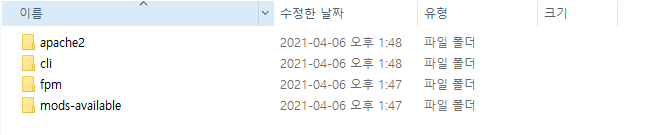 이름 수정한 날짜 유형 크기
apache2 2021-04-06 오후 1:48 파일 폴더
cli 2021-04-06 오후 1:48 파일 폴더
fpm 2021-04-06 오후 1:47 파일 폴더
mods-available 2021-04-06 오후 1:47 파일 폴더